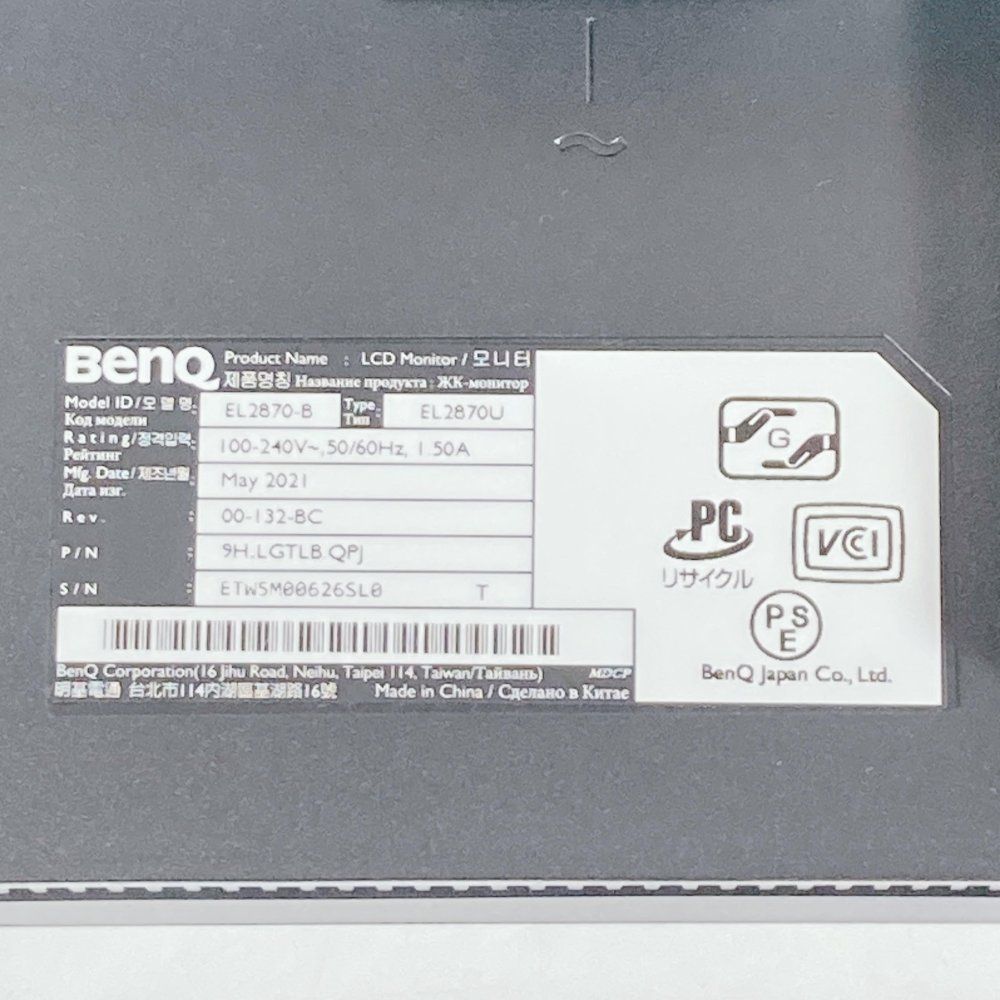 BenQ
Product Name : LCD Monitor / 모니터
제품명칭 Название продукта : ЖК-монитор
Model ID/모델명: EL2870-B Type: EL2870U
Код модели Тип
Rating/정격입력: 100-240V~,50/60Hz, 1.50A
Рейтинг
Mfg. Date/제조년월: May 2021
Дата изг.
Rev. : 00-132-BC
P/N : 9H.LGTLB.QPJ
S/N : ETW5M00626SL0 T
BenQ Corporation(16 Jihu Road, Neihu, Taipei 114, Taiwan/Тайвань) MDCP
明基電通 台北市114內湖區基湖路16號 Made in China / Сделано в Китае
G
PC
リサイクル
VCCI
PSE
BenQ Japan Co., Ltd.